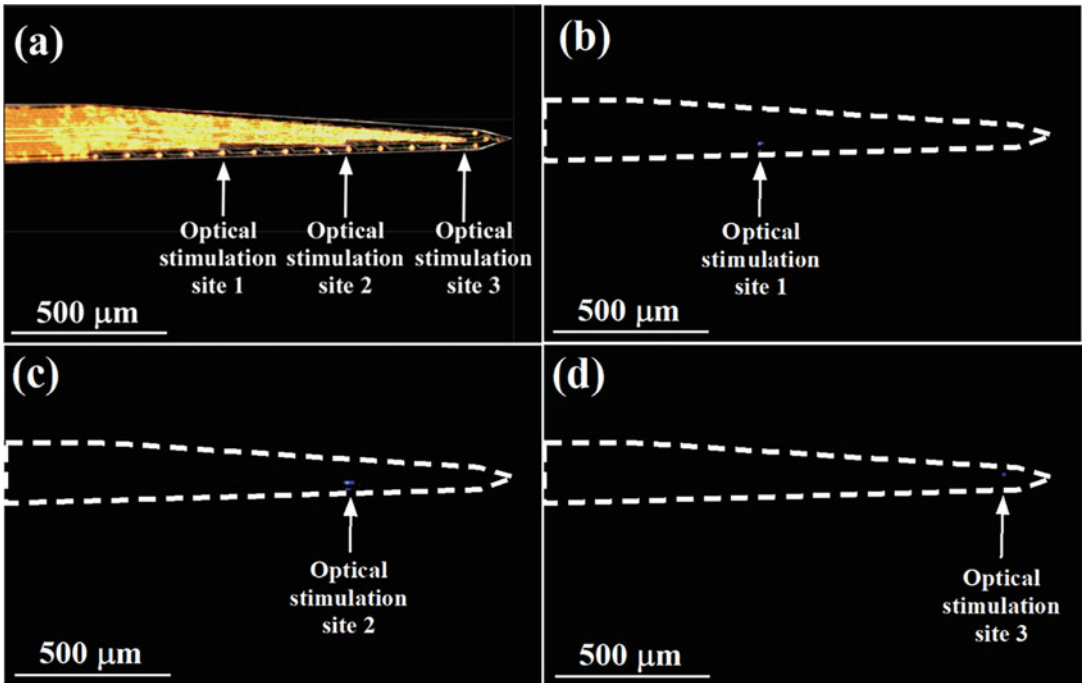 (a)
Optical
stimulation
site 1
Optical
stimulation
site 2
Optical
stimulation
site 3
500 μm
(b)
Optical
stimulation
site 1
500 μm
(c)
Optical
stimulation
site 2
500 μm
(d)
Optical
stimulation
site 3
500 μm